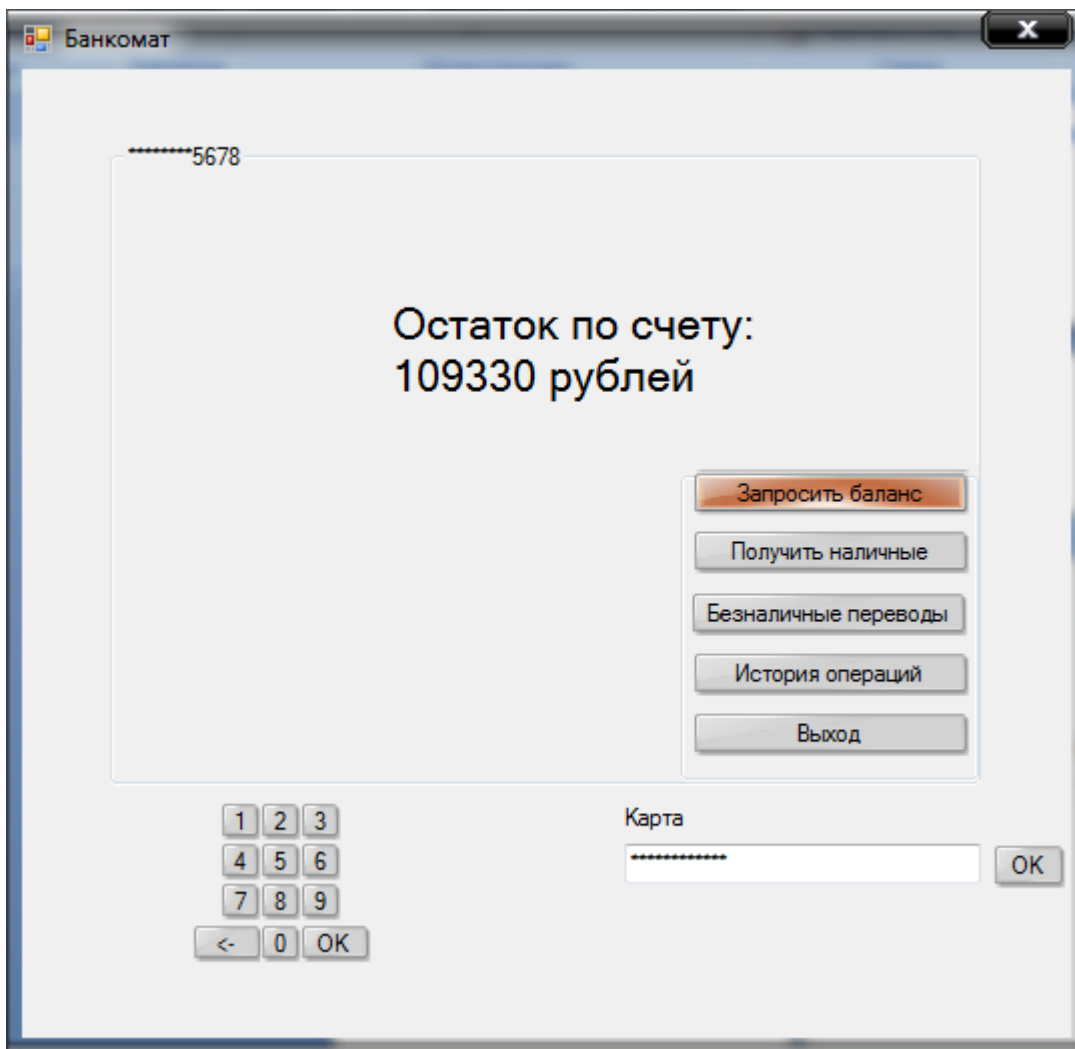 Банкомат
x
********5678
Остаток по счету:
109330 рублей
Запросить баланс
Получить наличные
Безналичные переводы
История операций
Выход
1 2 3
4 5 6
7 8 9
<- 0 OK
Карта
************
OK